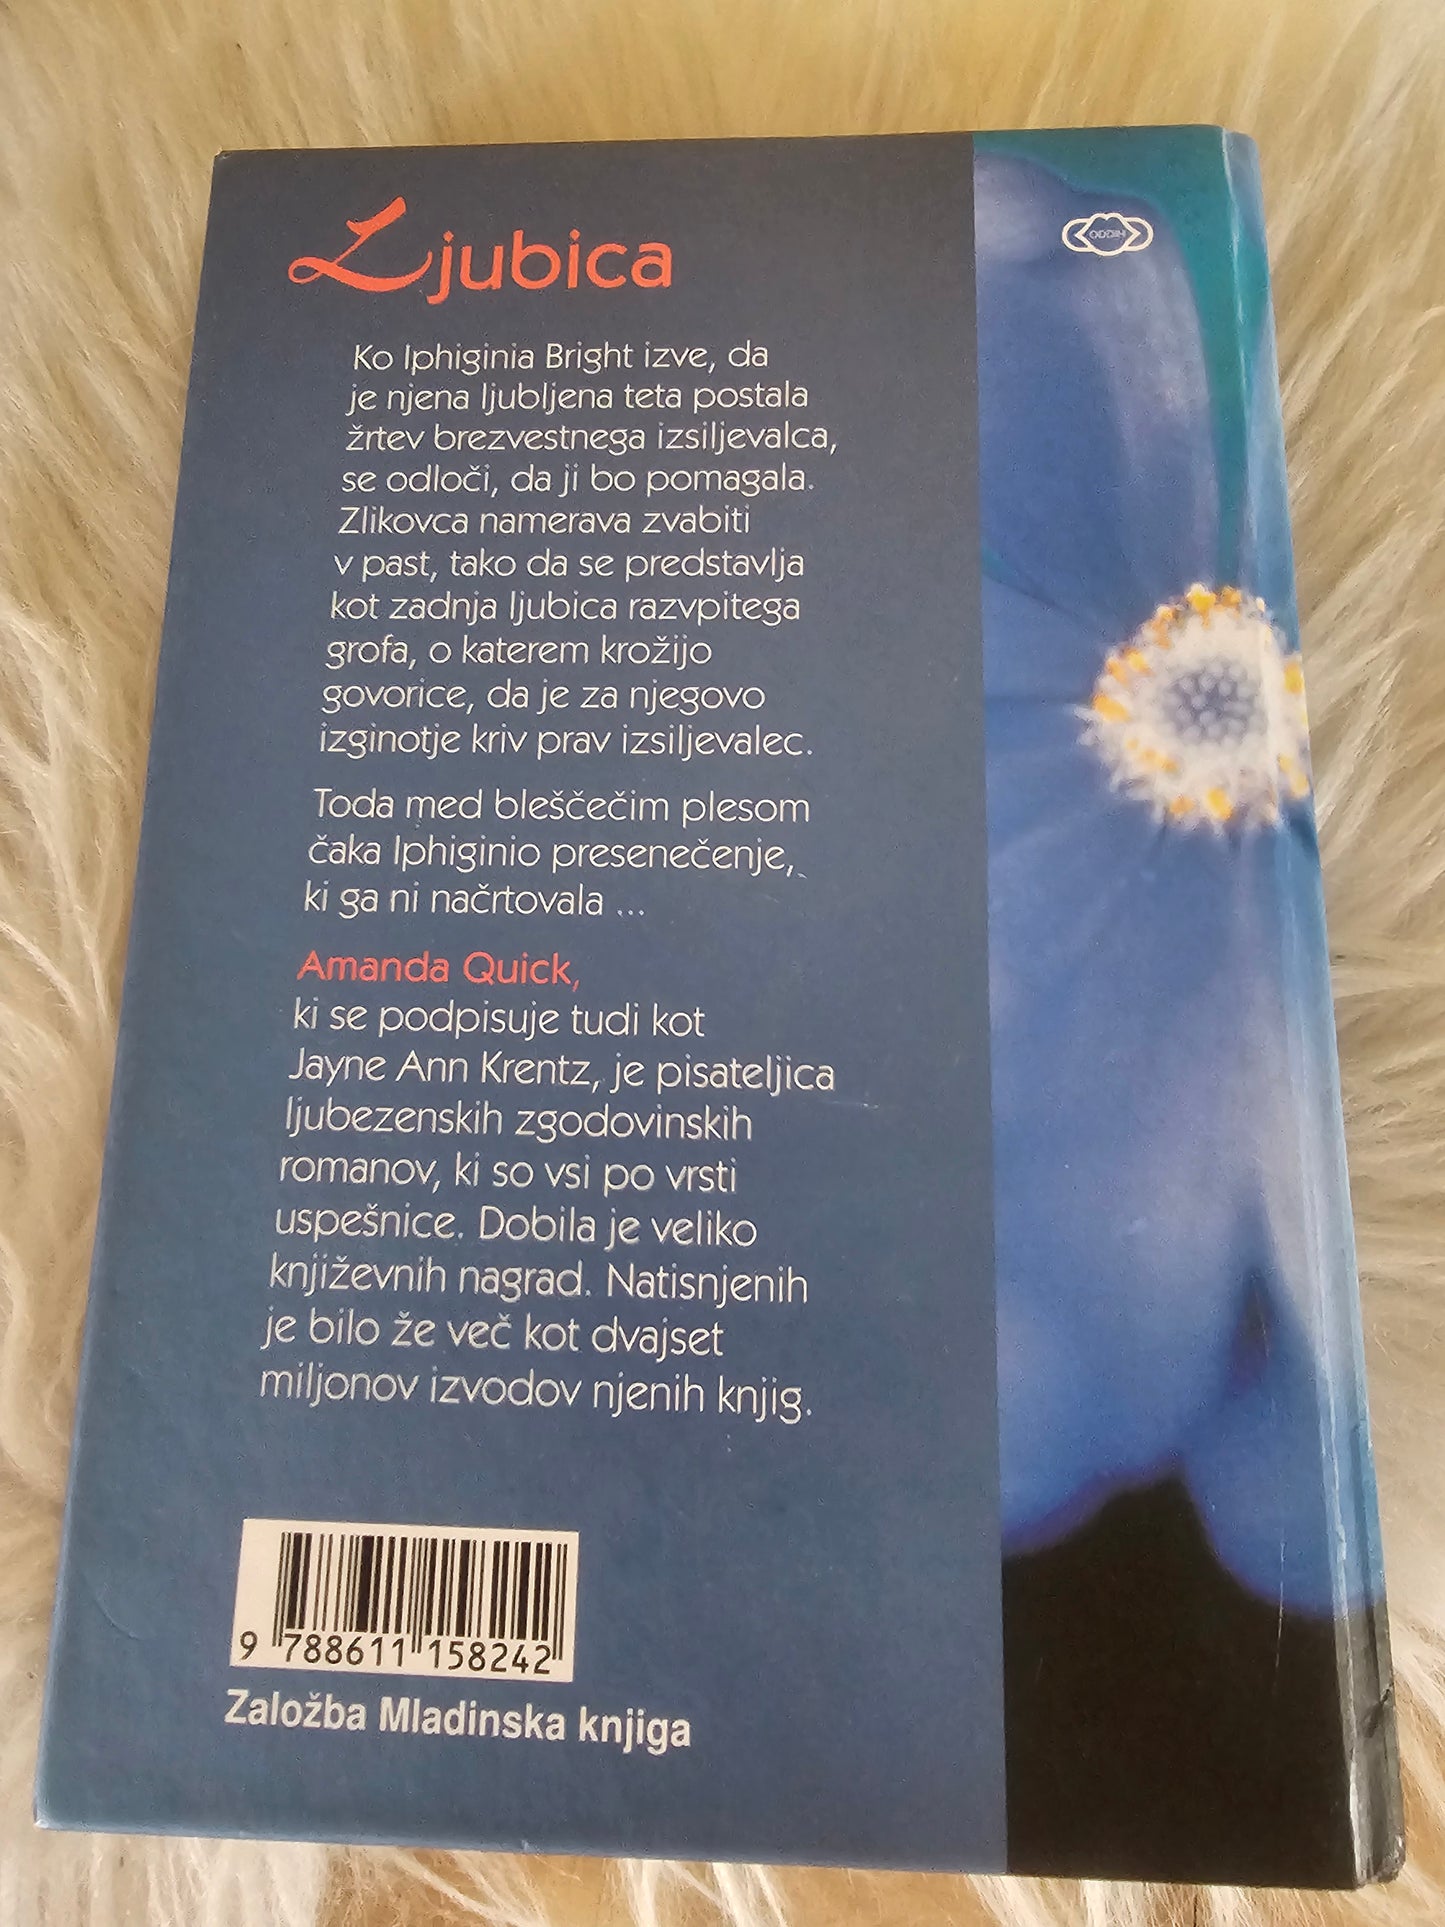 Ljubica
ODDIH
Ko Iphiginia Bright izve, da
je njena ljubljena teta postala
žrtev brezvestnega izsiljevalca,
se odloči, da ji bo pomagala.
Zlikovca namerava zvabiti
v past, tako da se predstavlja
kot zadnja ljubica razvpitega
grofa, o katerem krožijo
govorice, da je za njegovo
izginotje kriv prav izsiljevalec.
Toda med bleščečim plesom
čaka Iphiginio presenečenje,
ki ga ni načrtovala ...
Amanda Quick,
ki se podpisuje tudi kot
Jayne Ann Krentz, je pisateljica
ljubezenskih zgodovinskih
romanov, ki so vsi po vrsti
uspešnice. Dobila je veliko
književnih nagrad. Natisnjenih
je bilo že več kot dvajset
miljonov izvodov njenih knjig.
9 788611 158242
Založba Mladinska knjiga